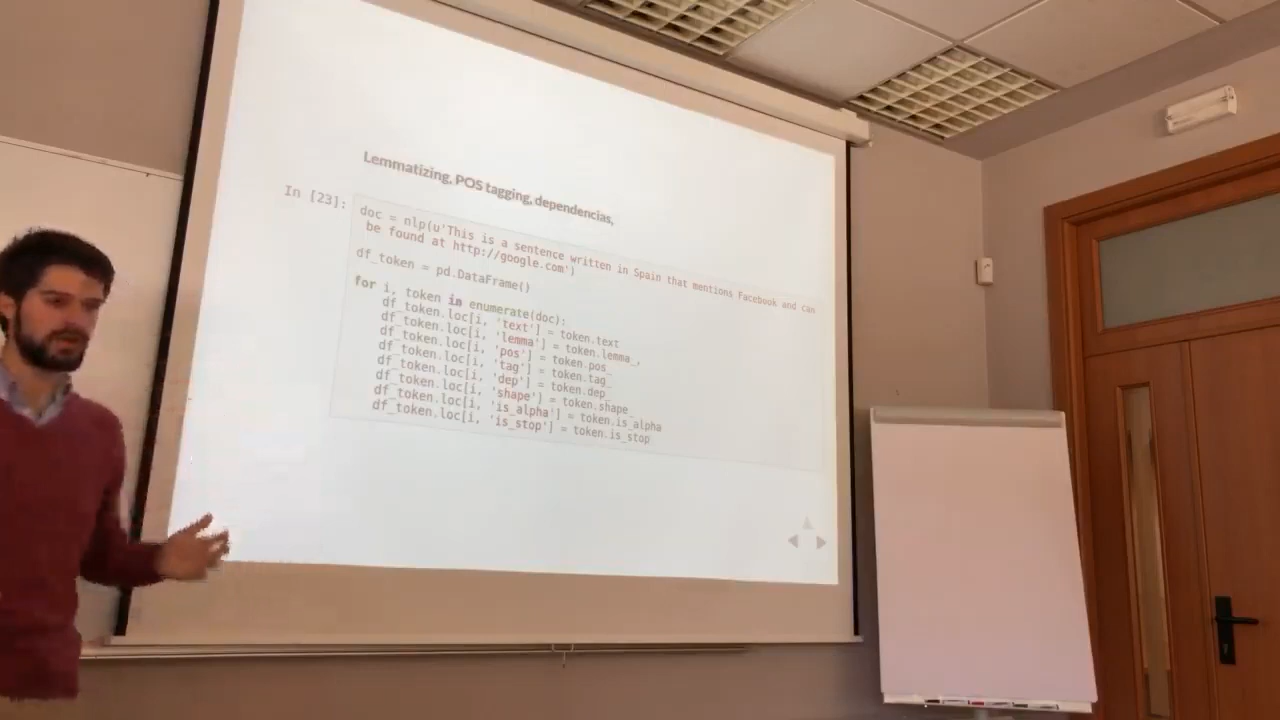 Lemmatizing, POS tagging, dependencias,
In [23]:
doc = nlp(u'This is a sentence written in Spain that mentions Facebook and can
be found at http://google.com')
df_token = pd.DataFrame()
for i, token in enumerate(doc):
df_token.loc[i, 'text'] = token.text
df_token.loc[i, 'lemma'] = token.lemma_,
df_token.loc[i, 'pos'] = token.pos_
df_token.loc[i, 'tag'] = token.tag_
df_token.loc[i, 'dep'] = token.dep_
df_token.loc[i, 'shape'] = token.shape_
df_token.loc[i, 'is_alpha'] = token.is_alpha
df_token.loc[i, 'is_stop'] = token.is_stop